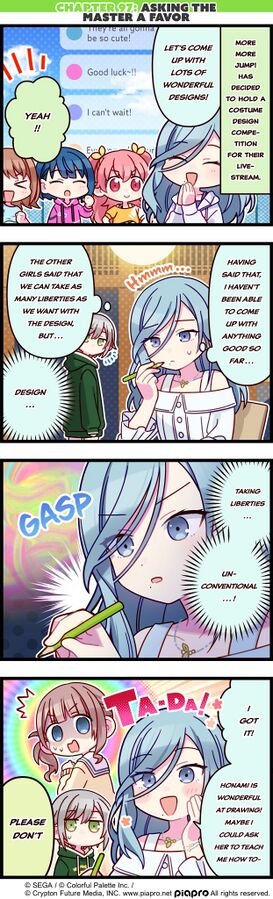 CHAPTER 97: ASKING THE
MASTER A FAVOR
They're all gonna
be so cute!
Good luck~!!
I can't wait!
MORE
MORE
JUMP!
HAS
DECIDED TO
HOLD A
COSTUME
DESIGN
COMPE-
TITION
FOR THEIR
LIVE-
STREAM.
LET'S COME
UP WITH
LOTS OF
WONDERFUL
DESIGNS!
YEAH
!!
HAVING
SAID THAT,
I HAVEN'T
BEEN ABLE
TO COME
UP WITH
ANYTHING
GOOD SO
FAR...
Hmmm...
THE OTHER
GIRLS SAID THAT
WE CAN TAKE AS
MANY LIBERTIES
AS WE WANT WITH
THE DESIGN,
BUT...
DESIGN
...
TAKING
LIBERTIES
...
UN-
CONVENTIONAL
...!
GASP
I
GOT
IT!
HONAMI IS
WONDERFUL
AT DRAWING!
MAYBE I
COULD ASK
HER TO TEACH
ME HOW TO-
TA-DA!
PLEASE
DON'T
© SEGA / © Colorful Palette Inc. /
© Crypton Future Media, INC. www.piapro.net piapro All rights reserved.